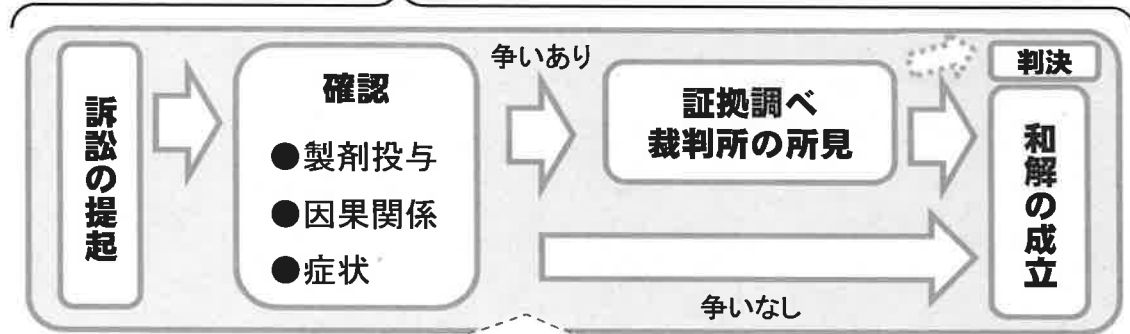 訴訟の提起
確認
●製剤投与
●因果関係
●症状
争いあり
証拠調べ
裁判所の所見
争いなし
判決
和解の成立